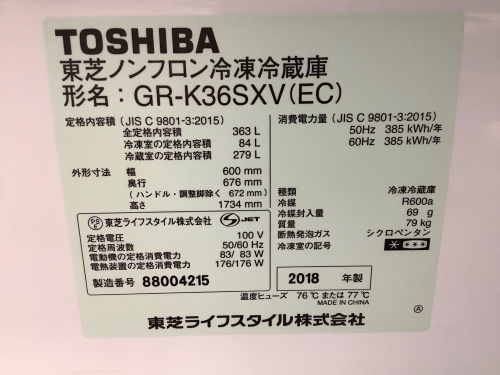 TOSHIBA
東芝ノンフロン冷凍冷蔵庫
形名：GR-K36SXV(EC)
定格内容積 (JIS C 9801-3:2015)
全定格内容積 363 L
冷凍室の定格内容積 84 L
冷蔵室の定格内容積 279 L
外形寸法 幅 600 mm
奥行 676 mm
(ハンドル・調整脚除く 672 mm)
高さ 1734 mm
PSE 東芝ライフスタイル株式会社 S JET
定格電圧 100 V
定格周波数 50/60 Hz
電動機の定格消費電力 83/ 83 W
電熱装置の定格消費電力 176/176 W
製造番号 88004215
消費電力量 (JIS C 9801-3:2015)
50Hz 385 kWh/年
60Hz 385 kWh/年
種類 冷凍冷蔵庫
冷媒 R600a
冷媒封入量 69 g
質量 79 kg
断熱発泡ガス シクロペンタン
冷凍室の記号
2018 年製
温度ヒューズ 76℃または77℃
MADE IN CHINA
Ⓐ
東芝ライフスタイル株式会社